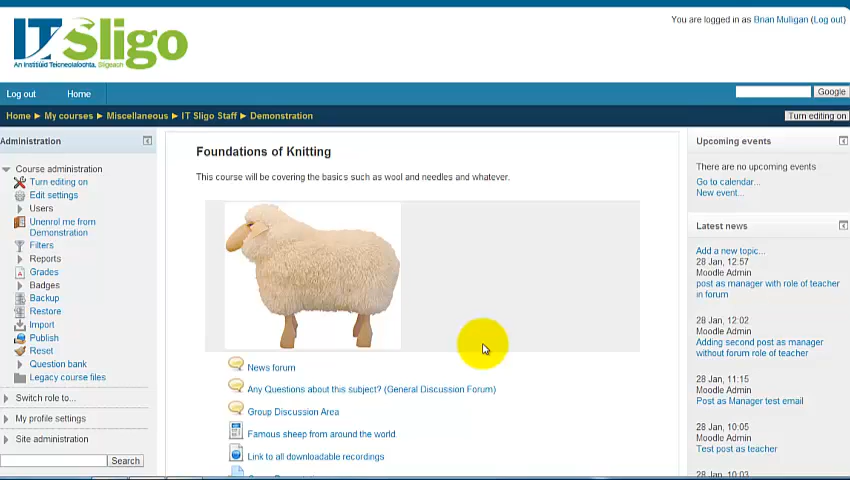 IT Sligo
An Institiúid Teicneolaíochta, Sligeach
You are logged in as Brian Mulligan (Log out)
Log out Home
Google
Home ► My courses ► Miscellaneous ► IT Sligo Staff ► Demonstration
Turn editing on
Administration
Course administration
Turn editing on
Edit settings
Users
Unenrol me from
Demonstration
Filters
Reports
Grades
Badges
Backup
Restore
Import
Publish
Reset
Question bank
Legacy course files
Switch role to...
My profile settings
Site administration
Search
Foundations of Knitting
This course will be covering the basics such as wool and needles and whatever.
News forum
Any Questions about this subject? (General Discussion Forum)
Group Discussion Area
Famous sheep from around the world
Link to all downloadable recordings
Upcoming events
There are no upcoming events
Go to calendar...
New event...
Latest news
Add a new topic...
28 Jan, 12:57
Moodle Admin
post as manager with role of teacher
in forum
28 Jan, 12:02
Moodle Admin
Adding second post as manager
without forum role of teacher
28 Jan, 11:15
Moodle Admin
Post as Manager test email
28 Jan, 10:05
Moodle Admin
Test post as teacher
28 Jan, 10:03